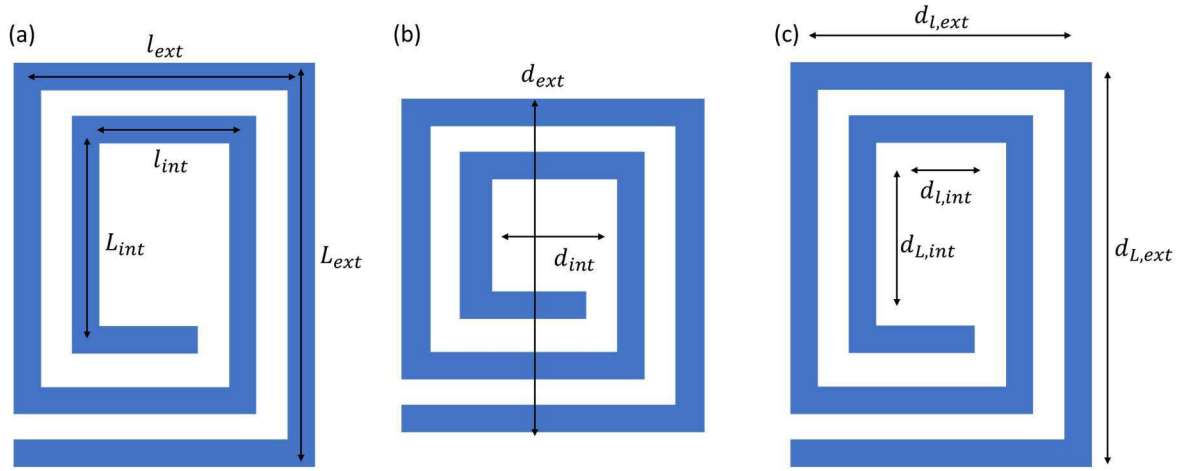 (a)
l_ext
l_int
L_int
L_ext
(b)
d_ext
d_int
(c)
d_l,ext
d_l,int
d_L,int
d_L,ext